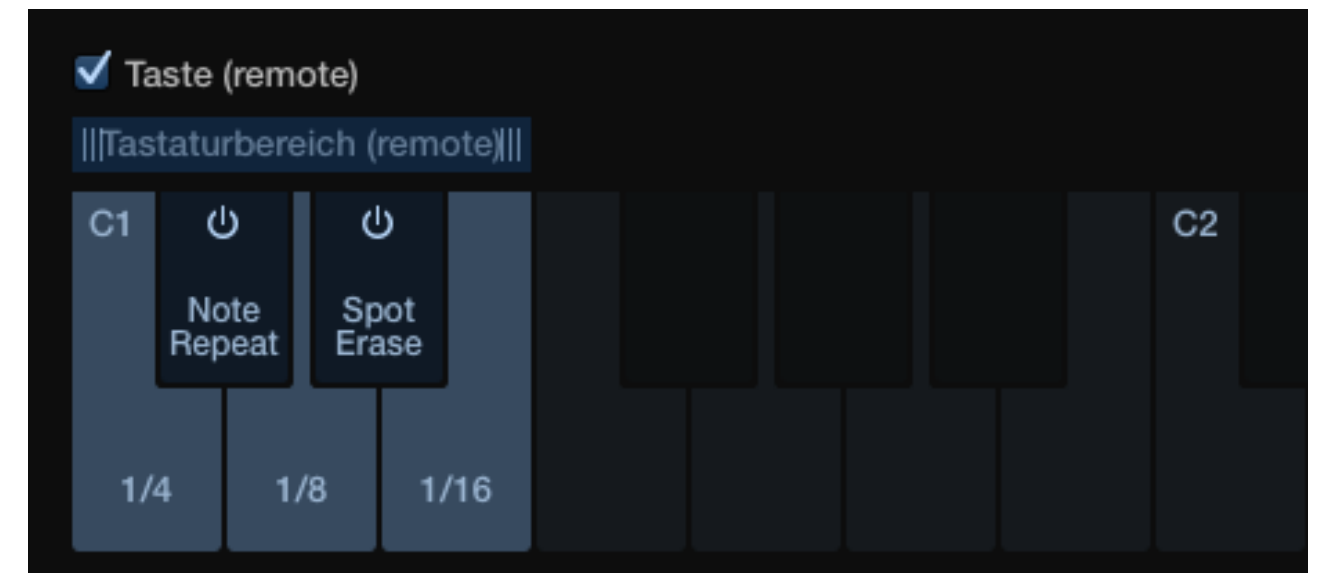 Taste (remote)
Tastaturbereich (remote)
C1
C2
Note
Repeat
Spot
Erase
1/4
1/8
1/16